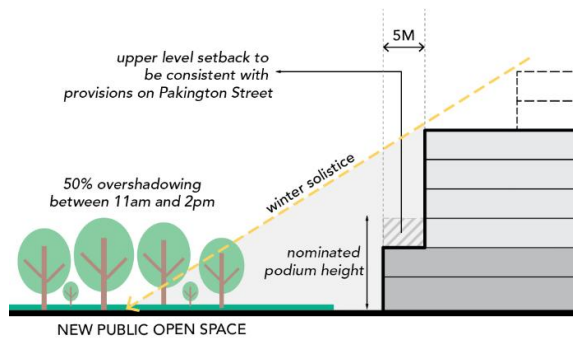 5M
upper level setback to
be consistent with
provisions on Pakington Street
winter solistice
50% overshadowing
between 11am and 2pm
nominated
podium height
NEW PUBLIC OPEN SPACE